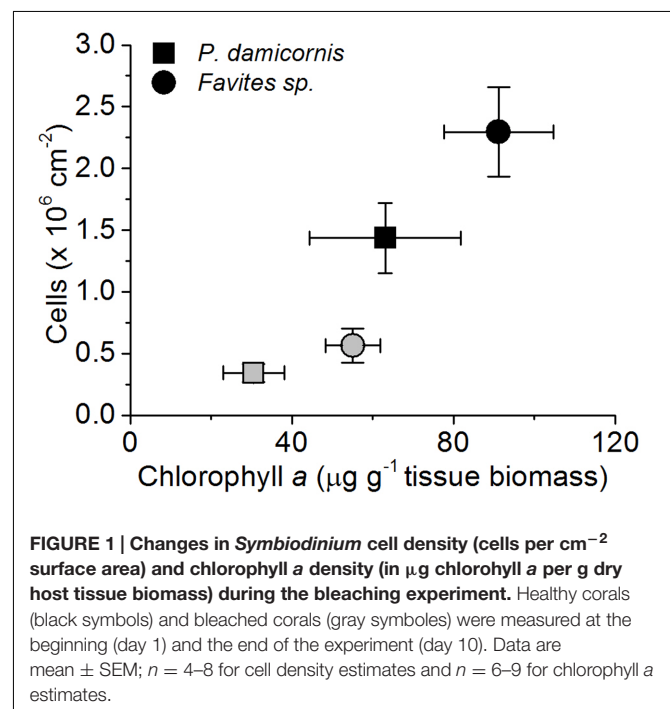 3.0
2.5
2.0
1.5
1.0
0.5
0.0
Cells (x 10⁶ cm⁻²)
P. damicornis
Favites sp.
0 40 80 120
Chlorophyll a (μg g⁻¹ tissue biomass)
FIGURE 1 | Changes in Symbiodinium cell density (cells per cm⁻²
surface area) and chlorophyll a density (in μg chlorohyll a per g dry
host tissue biomass) during the bleaching experiment. Healthy corals
(black symbols) and bleached corals (gray symboles) were measured at the
beginning (day 1) and the end of the experiment (day 10). Data are
mean ± SEM; n = 4–8 for cell density estimates and n = 6–9 for chlorophyll a
estimates.